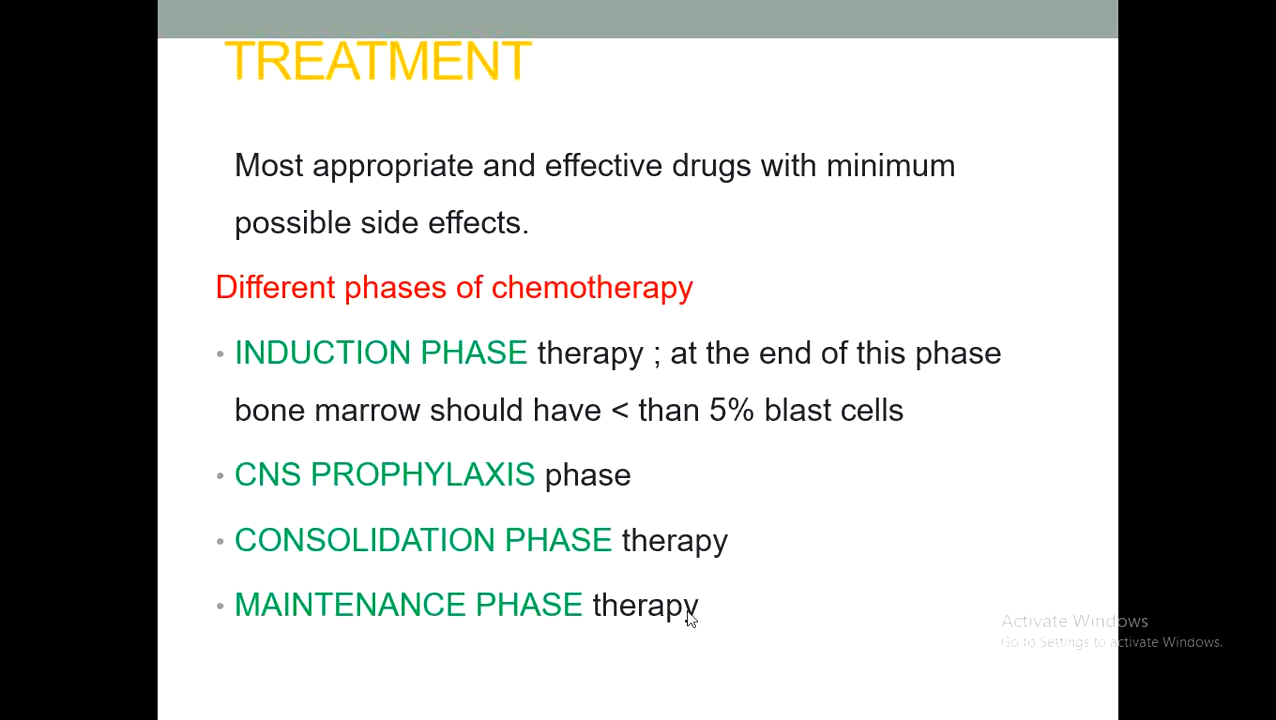 TREATMENT
Most appropriate and effective drugs with minimum
possible side effects.
Different phases of chemotherapy
• INDUCTION PHASE therapy ; at the end of this phase
bone marrow should have < than 5% blast cells
• CNS PROPHYLAXIS phase
• CONSOLIDATION PHASE therapy
• MAINTENANCE PHASE therapy
Activate Windows
Go to Settings to activate Windows.